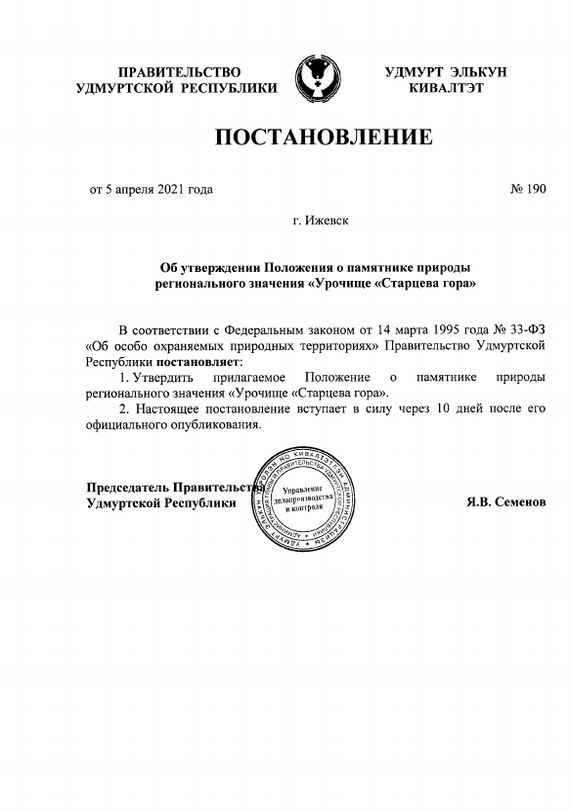 ПРАВИТЕЛЬСТВО
УДМУРТСКОЙ РЕСПУБЛИКИ
УДМУРТ ЭЛЬКУН
КИВАЛТЭТ
ПОСТАНОВЛЕНИЕ
от 5 апреля 2021 года
№ 190
г. Ижевск
Об утверждении Положения о памятнике природы
регионального значения «Урочище «Старцева гора»
В соответствии с Федеральным законом от 14 марта 1995 года № 33-ФЗ
«Об особо охраняемых природных территориях» Правительство Удмуртской
Республики постановляет:
1. Утвердить прилагаемое Положение о памятнике природы
регионального значения «Урочище «Старцева гора».
2. Настоящее постановление вступает в силу через 10 дней после его
официального опубликования.
Председатель Правительства
Удмуртской Республики
Управление
делопроизводства
и контроля
Я.В. Семенов